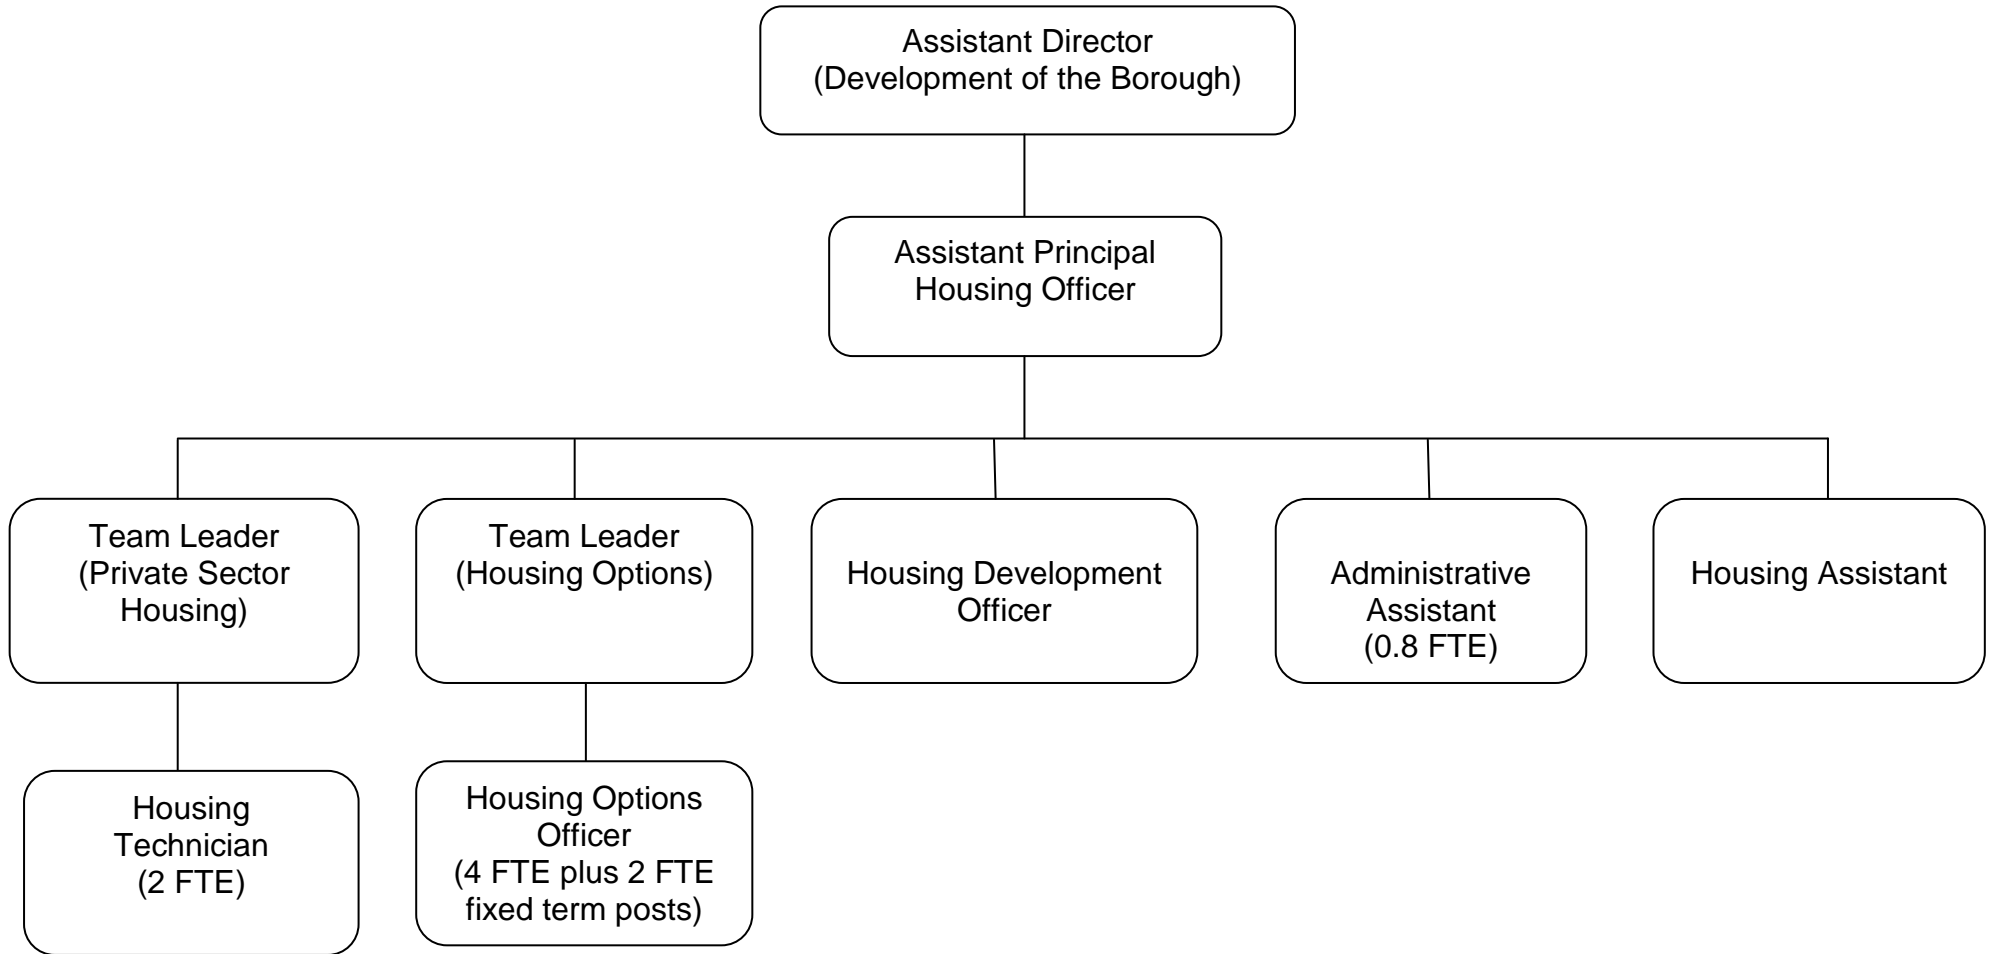 Assistant Director
(Development of the Borough)
Assistant Principal
Housing Officer
Team Leader
(Private Sector
Housing)
Team Leader
(Housing Options)
Housing Development
Officer
Administrative
Assistant
(0.8 FTE)
Housing Assistant
Housing
Technician
(2 FTE)
Housing Options
Officer
(4 FTE plus 2 FTE
fixed term posts)